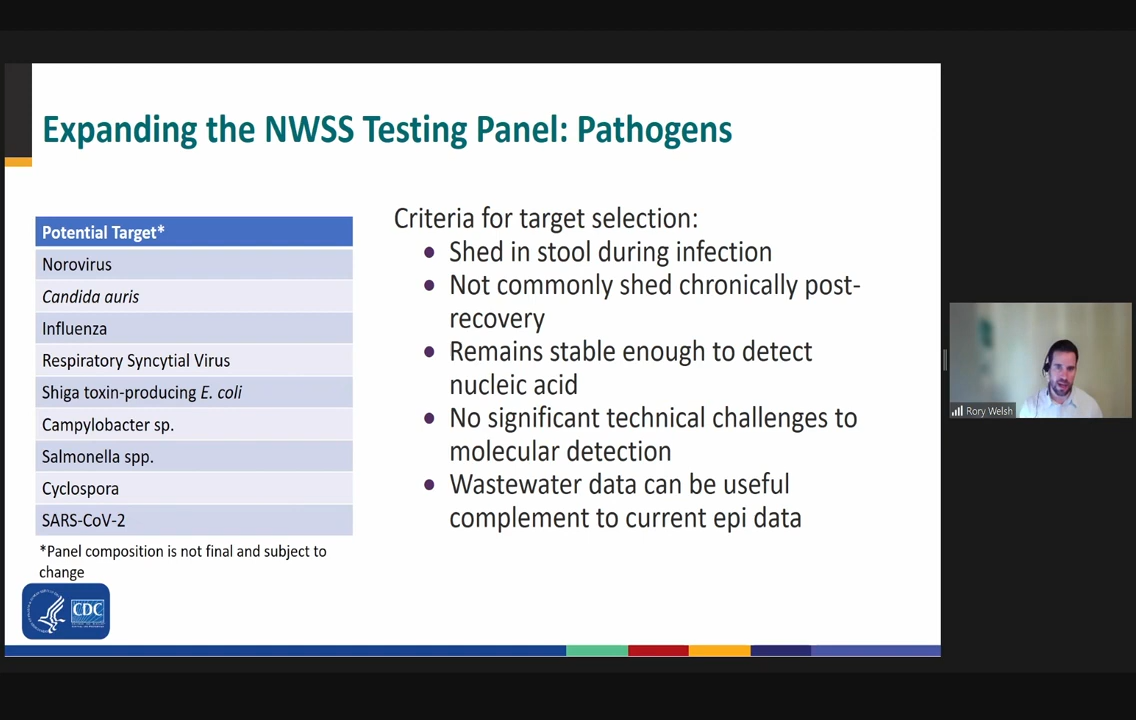 Expanding the NWSS Testing Panel: Pathogens
Potential Target*
Norovirus
Candida auris
Influenza
Respiratory Syncytial Virus
Shiga toxin-producing E. coli
Campylobacter sp.
Salmonella spp.
Cyclospora
SARS-CoV-2
*Panel composition is not final and subject to
change
Criteria for target selection:
• Shed in stool during infection
• Not commonly shed chronically post-
recovery
• Remains stable enough to detect
nucleic acid
• No significant technical challenges to
molecular detection
• Wastewater data can be useful
complement to current epi data
CDC
Rory Welsh